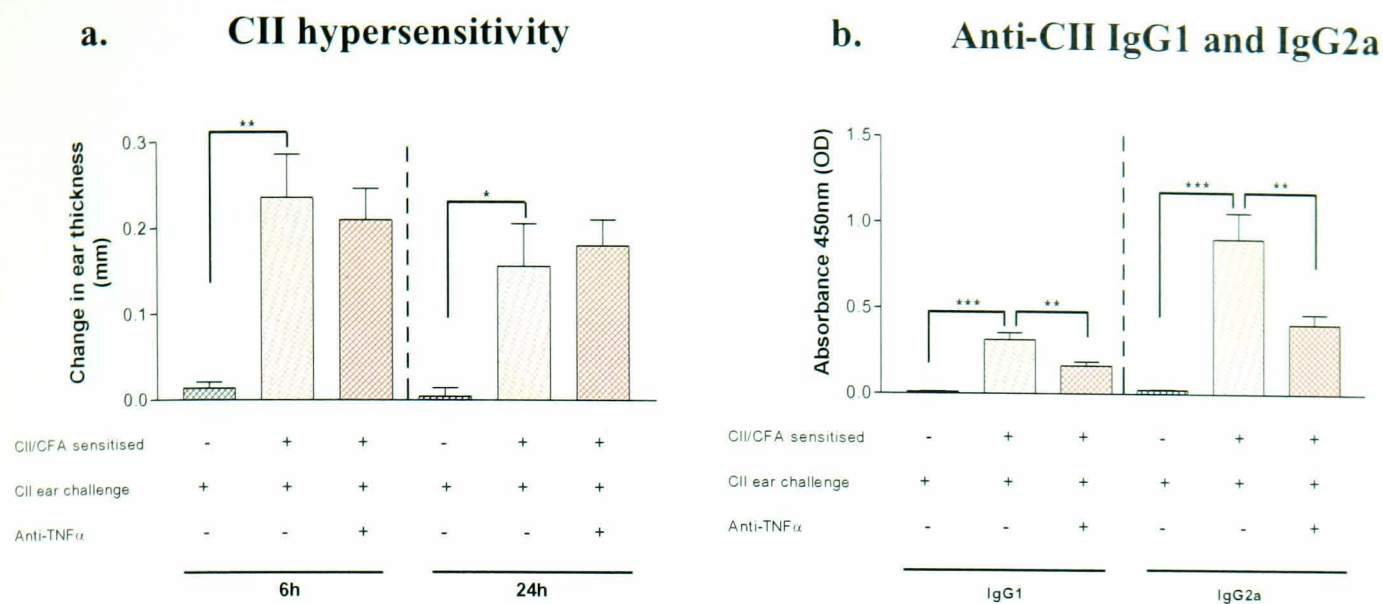 a. CII hypersensitivity
**
*
0.3
0.2
0.1
0.0
Change in ear thickness
(mm)
CII/CFA sensitised - + + - + +
CII ear challenge + + + + + +
Anti-TNFα - - + - - +
6h 24h
b. Anti-CII IgG1 and IgG2a
*** **
*** **
1.5
1.0
0.5
0.0
Absorbance 450nm (OD)
CII/CFA sensitised - + + - + +
CII ear challenge + + + + + +
Anti-TNFα - - + - - +
IgG1 IgG2a